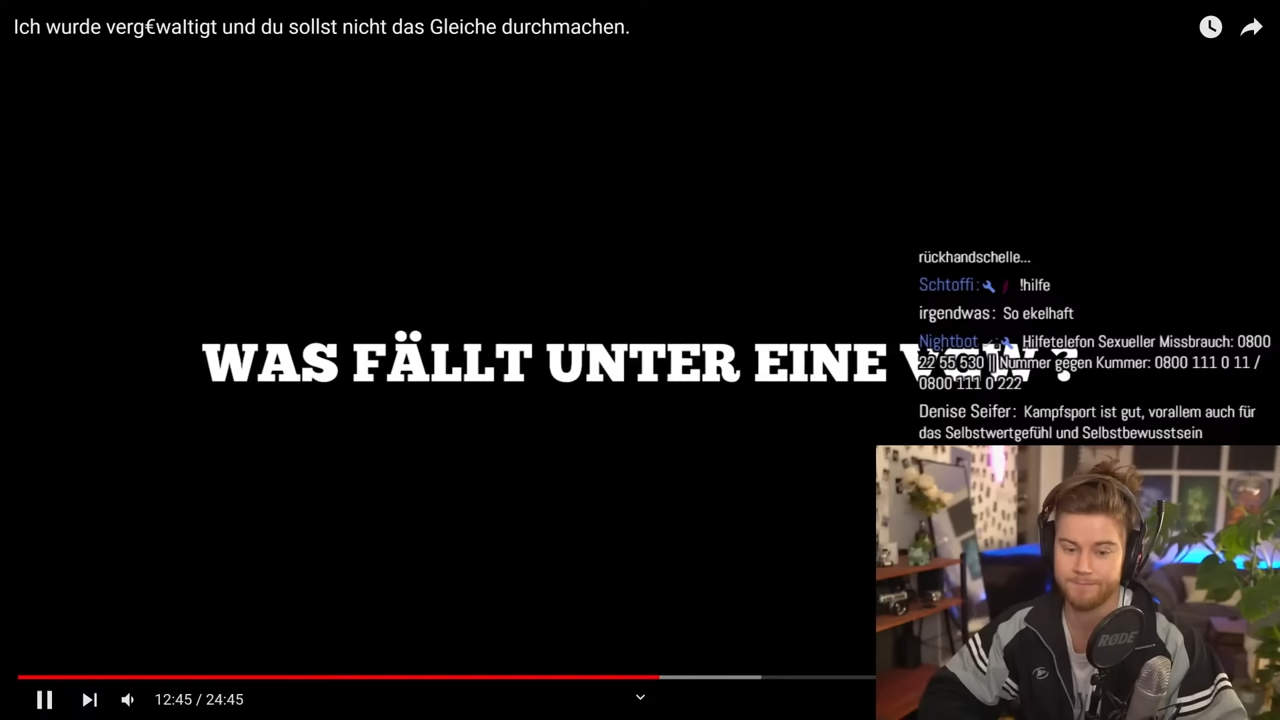 Ich wurde verg€waltigt und du sollst nicht das Gleiche durchmachen.
rückhandschelle...
Schtoffi: !hilfe
irgendwas: So ekelhaft
WAS FÄLLT UNTER EINE
Nightbot : Hilfetelefon Sexueller Missbrauch: 0800
22 55 530 || Nummer gegen Kummer: 0800 111 0 11 /
0800 111 0 222
Denise Seifer: Kampfsport ist gut, vorallem auch für
das Selbstwertgefühl und Selbstbewusstsein
RØDE
12:45 / 24:45